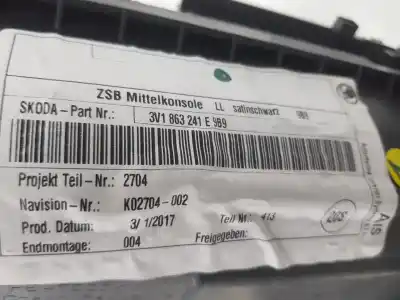 ZSB Mittelkonsole LL satinschwarz 9B9
SKODA-Part Nr.: 3V1 863 241 E 9B9
Projekt Teil-Nr.: 2704
Navision-Nr.: K02704-002
Prod. Datum: 3/1/2017 Teil Nr.: 413
Endmontage: 004 Freigegeben: